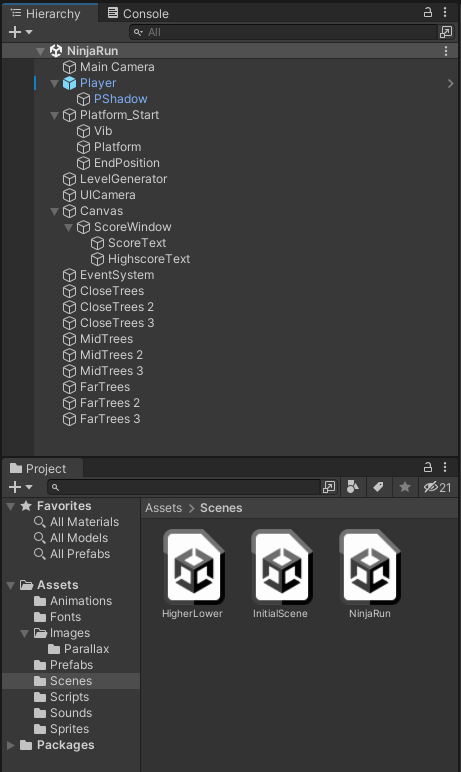 Hierarchy Console
All
NinjaRun
Main Camera
Player
PShadow
Platform_Start
Vib
Platform
EndPosition
LevelGenerator
UICamera
Canvas
ScoreWindow
ScoreText
HighscoreText
EventSystem
CloseTrees
CloseTrees 2
CloseTrees 3
MidTrees
MidTrees 2
MidTrees 3
FarTrees
FarTrees 2
FarTrees 3
Project
21
Favorites
All Materials
All Models
All Prefabs
Assets
Animations
Fonts
Images
Parallax
Prefabs
Scenes
Scripts
Sounds
Sprites
Packages
Assets > Scenes
HigherLower InitialScene NinjaRun